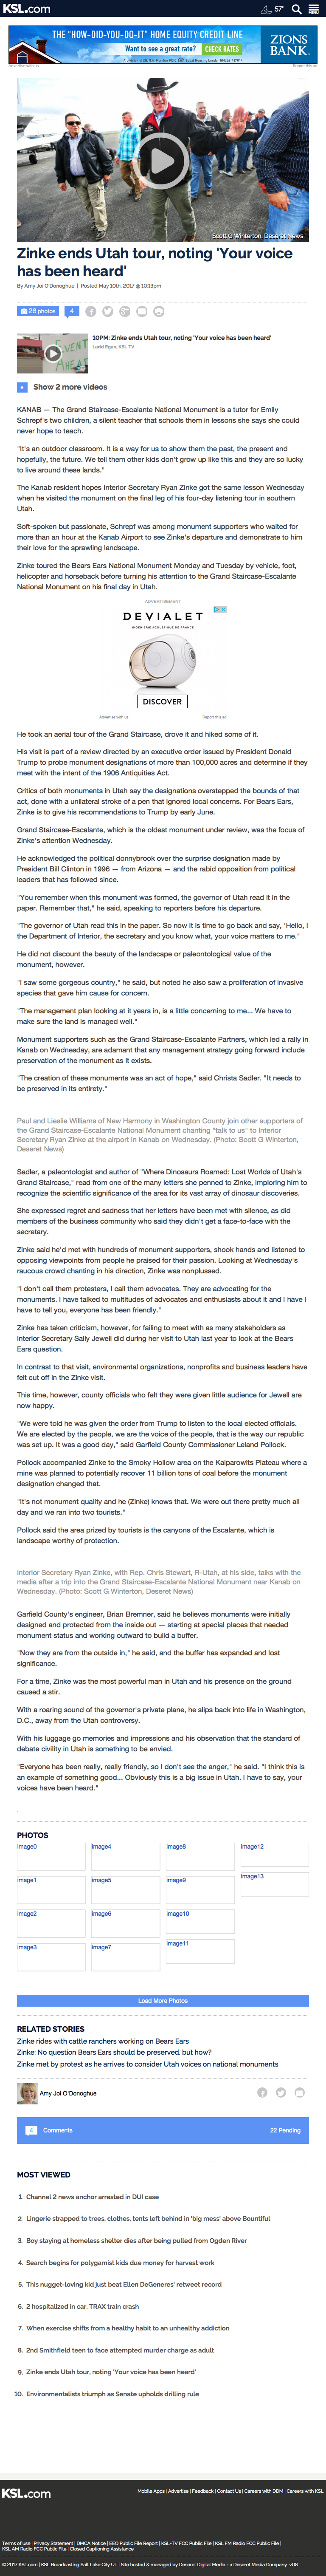 KSL.com
57°
THE "HOW-DOWN-DO-IT" HOME EQUITY CREDIT LINE
Want to see a great rate? CHECK RATES
ZIONS BANK
Advertise with us
Report this ad
Scott G Winterton, Deseret News
Zinke ends Utah tour, noting 'Your voice
has been heard'
By Amy Joi O'Donoghue | Posted May 10th, 2017 @ 10:13pm
26 photos
4
10PM: Zinke ends Utah tour, noting 'Your voice has been heard'
Ladd Egan, KSL TV
Show 2 more videos
KANAB — The Grand Staircase-Escalante National Monument is a tutor for Emily
Schrepf's two children, a silent teacher that schools them in lessons she says she could
never hope to teach.
"It's an outdoor classroom. It is a way for us to show them the past, the present and
hopefully, the future. We tell them other kids don't grow up like this and they are so lucky
to live around these lands."
The Kanab resident hopes Interior Secretary Ryan Zinke got the same lesson Wednesday
when he visited the monument on the final leg of his four-day listening tour in southern
Utah.
Soft-spoken but passionate, Schrepf was among monument supporters who waited for
more than an hour at the Kanab Airport to see Zinke's departure and demonstrate to him
their love for the sprawling landscape.
Zinke toured the Bears Ears National Monument Monday and Tuesday by vehicle, foot,
helicopter and horseback before turning his attention to the Grand Staircase-Escalante
National Monument on his final day in Utah.
ADVERTISEMENT
DEVIALET
INGENIOUS ACOUSTICS
DISCOVER
Advertise with us
Report this ad
He took an aerial tour of the Grand Staircase, drove it and hiked some of it.
His visit is part of a review directed by an executive order issued by President Donald
Trump to probe monument designations of more than 100,000 acres and determine if they
meet with the intent of the 1906 Antiquities Act.
Critics of both monuments in Utah say the designations overstepped the bounds of that
act, done with a unilateral stroke of a pen that ignored local concerns. For Bears Ears,
Zinke is to give his recommendations to Trump by early June.
Grand Staircase-Escalante, which is the oldest monument under review, was the focus of
Zinke's attention Wednesday.
He acknowledged the political donnybrook over the surprise designation made by
President Bill Clinton in 1996 — from Arizona — and the rabid opposition from political
leaders that has followed since.
"You remember when this monument was formed, the governor of Utah read it in the
paper. Remember that," he said, speaking to reporters before his departure.
"The governor of Utah read this in the paper. So now it is time to go back and say, 'Hello, I
the Department of Interior, the secretary and you know what, your voice matters to me."
He did not discount the beauty of the landscape or paleontological value of the
monument, however.
"I saw some gorgeous country," he said, but noted he also saw a proliferation of invasive
species that gave him cause for concern.
"The management plan looking at it years in, is a little concerning to me... We have to
make sure the land is managed well."
Monument supporters such as the Grand Staircase-Escalante Partners, which led a rally in
Kanab on Wednesday, are adamant that any management strategy going forward include
preservation of the monument as it exists.
"The creation of these monuments was an act of hope," said Christa Sadler. "It needs to
be preserved in its entirety."
Paul and Lieslie Williams of New Harmony in Washington County join other supporters of
the Grand Staircase-Escalante National Monument chanting "talk to us" to Interior
Secretary Ryan Zinke at the airport in Kanab on Wednesday. (Photo: Scott G Winterton,
Deseret News)
Sadler, a paleontologist and author of "Where Dinosaurs Roamed: Lost Worlds of Utah's
Grand Staircase," read from one of the many letters she penned to Zinke, imploring him to
recognize the scientific significance of the area for its vast array of dinosaur discoveries.
She expressed regret and sadness that her letters have been met with silence, as did
members of the business community who said they didn't get a face-to-face with the
secretary.
Zinke said he'd met with hundreds of monument supporters, shook hands and listened to
opposing viewpoints from people he praised for their passion. Looking at Wednesday's
raucous crowd chanting in his direction, Zinke was nonplussed.
"I don't call them protesters, I call them advocates. They are advocating for the
monuments. I have talked to multitudes of advocates and enthusiasts about it and I have I
have to tell you, everyone has been friendly."
Zinke has taken criticism, however, for failing to meet with as many stakeholders as
Interior Secretary Sally Jewell did during her visit to Utah last year to look at the Bears
Ears question.
In contrast to that visit, environmental organizations, nonprofits and business leaders have
felt cut off in the Zinke visit.
This time, however, county officials who felt they were given little audience for Jewell are
now happy.
"We were told he was given the order from Trump to listen to the local elected officials.
We are elected by the people, we are the voice of the people, that is the way our republic
was set up. It was a good day," said Garfield County Commissioner Leland Pollock.
Pollock accompanied Zinke to the Smoky Hollow area on the Kaiparowits Plateau where a
mine was planned to potentially recover 11 billion tons of coal before the monument
designation changed that.
"It's not monument quality and he (Zinke) knows that. We were out there pretty much all
day and we ran into two tourists."
Pollock said the area prized by tourists is the canyons of the Escalante, which is
landscape worthy of protection.
Interior Secretary Ryan Zinke, with Rep. Chris Stewart, R-Utah, at his side, talks with the
media after a trip into the Grand Staircase-Escalante National Monument near Kanab on
Wednesday. (Photo: Scott G Winterton, Deseret News)
Garfield County's engineer, Brian Bremner, said he believes monuments were initially
designed and protected from the inside out — starting at special places that needed
monument status and working outward to build a buffer.
"Now they are from the outside in," he said, and the buffer has expanded and lost
significance.
For a time, Zinke was the most powerful man in Utah and his presence on the ground
caused a stir.
With a roaring sound of the governor's private plane, he slips back into life in Washington,
D.C., away from the Utah controversy.
With his luggage go memories and impressions and his observation that the standard of
debate civility in Utah is something to be envied.
"Everyone has been really, really friendly, so I don't see the anger," he said. "I think this is
an example of something good... Obviously this is a big issue in Utah. I have to say, your
voices have been heard."
PHOTOS
image0
image4
image8
image12
image1
image5
image9
image13
image2
image6
image10
image3
image7
image11
Load More Photos
RELATED STORIES
Zinke rides with cattle ranchers working on Bears Ears
Zinke: No question Bears Ears should be preserved, but how?
Zinke met by protest as he arrives to consider Utah voices on national monuments
Amy Joi O'Donoghue
4 Comments
22 Pending
MOST VIEWED
1. Channel 2 news anchor arrested in DUI case
2. Lingerie strapped to trees, clothes, tents left behind in 'big mess' above Bountiful
3. Boy staying at homeless shelter dies after being pulled from Ogden River
4. Search begins for polygamist kids due money for harvest work
5. This nugget-loving kid just beat Ellen DeGeneres' retweet record
6. 2 hospitalized in car, TRAX train crash
7. When exercise shifts from a healthy habit to an unhealthy addiction
8. 2nd Smithfield teen to face attempted murder charge as adult
9. Zinke ends Utah tour, noting 'Your voice has been heard'
10. Environmentalists triumph as Senate upholds drilling rule
KSL.com
Mobile Apps | Advertise | Feedback | Contact Us | Careers with DDM | Careers with KSL
Terms of use | Privacy Statement | DMCA Notice | EEO Public File Report | KSL-TV FCC Public File | KSL FM Radio FCC Public File |
KSL AM Radio FCC Public File | Closed Captioning Assistance
© 2017 KSL.com | KSL Broadcasting Salt Lake City UT | Site hosted & managed by Deseret Digital Media - a Deseret Media Company v08